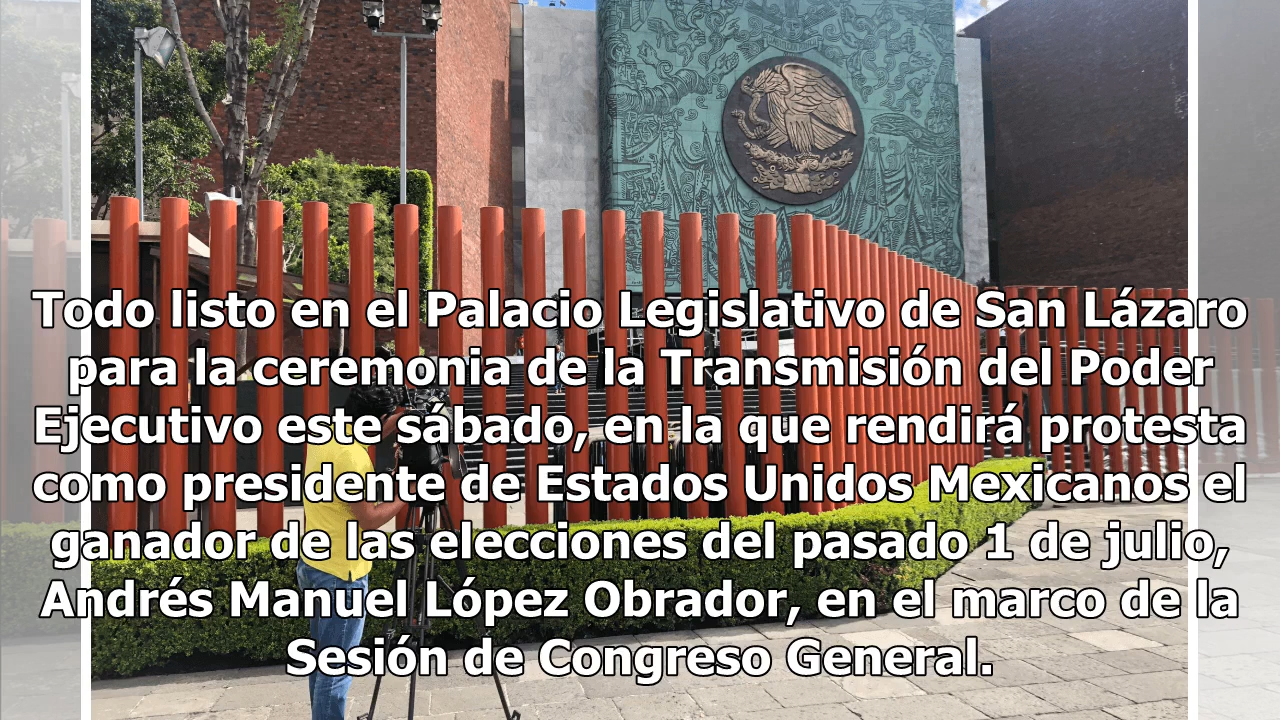 Todo listo en el Palacio Legislativo de San Lázaro
para la ceremonia de la Transmisión del Poder
Ejecutivo este sábado, en la que rendirá protesta
como presidente de Estados Unidos Mexicanos el
ganador de las elecciones del pasado 1 de julio,
Andrés Manuel López Obrador, en el marco de la
Sesión de Congreso General.